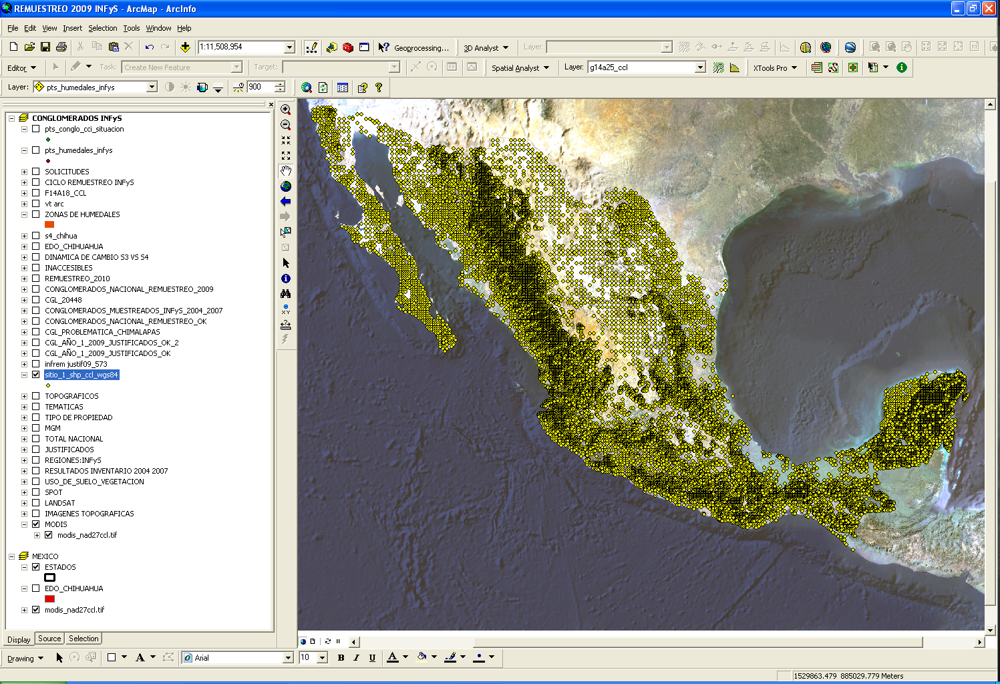 REMUESTREO 2009 INFyS - ArcMap - ArcInfo
File Edit View Insert Selection Tools Window Help
1:11,508,954 Geoprocessing... 3D Analyst Layer:
Editor Task: Create New Feature Target: Spatial Analyst Layer: g14a25_ccl XTools Pro
Layer: pts_humedales_infys 900
CONGLOMERADOS INFyS
pts_conglo_cci_situacion
pts_humedales_infys
SOLICITUDES
CICLO REMUESTREO INFyS
F14A18_CCL
vt arc
ZONAS DE HUMEDALES
s4_chihua
EDO_CHIHUAHUA
DINAMICA DE CAMBIO S3 VS S4
INACCESIBLES
REMUESTREO_2010
CONGLOMERADOS_NACIONAL_REMUESTREO_2009
CGL_20448
CONGLOMERADOS_MUESTREADOS_INFyS_2004_2007
CONGLOMERADOS_NACIONAL_REMUESTREO_OK
CGL_PROBLEMATICA_CHIMALAPAS
CGL_AÑO_1_2009_JUSTIFICADOS_OK_2
CGL_AÑO_1_2009_JUSTIFICADOS_OK
infrem justif09_573
sitio_1_shp_ccl_wgs84
TOPOGRAFICOS
TEMATICAS
TIPO DE PROPIEDAD
MGM
TOTAL NACIONAL
JUSTIFICADOS
REGIONES:INFyS
RESULTADOS INVENTARIO 2004 2007
USO_DE_SUELO_VEGETACION
SPOT
LANDSAT
IMAGENES TOPOGRAFICAS
MODIS
modis_nad27ccl.tif
MEXICO
ESTADOS
EDO_CHIHUAHUA
modis_nad27ccl.tif
Display Source Selection
Drawing A Arial 10 B I U A
1529863.479 885029.779 Meters